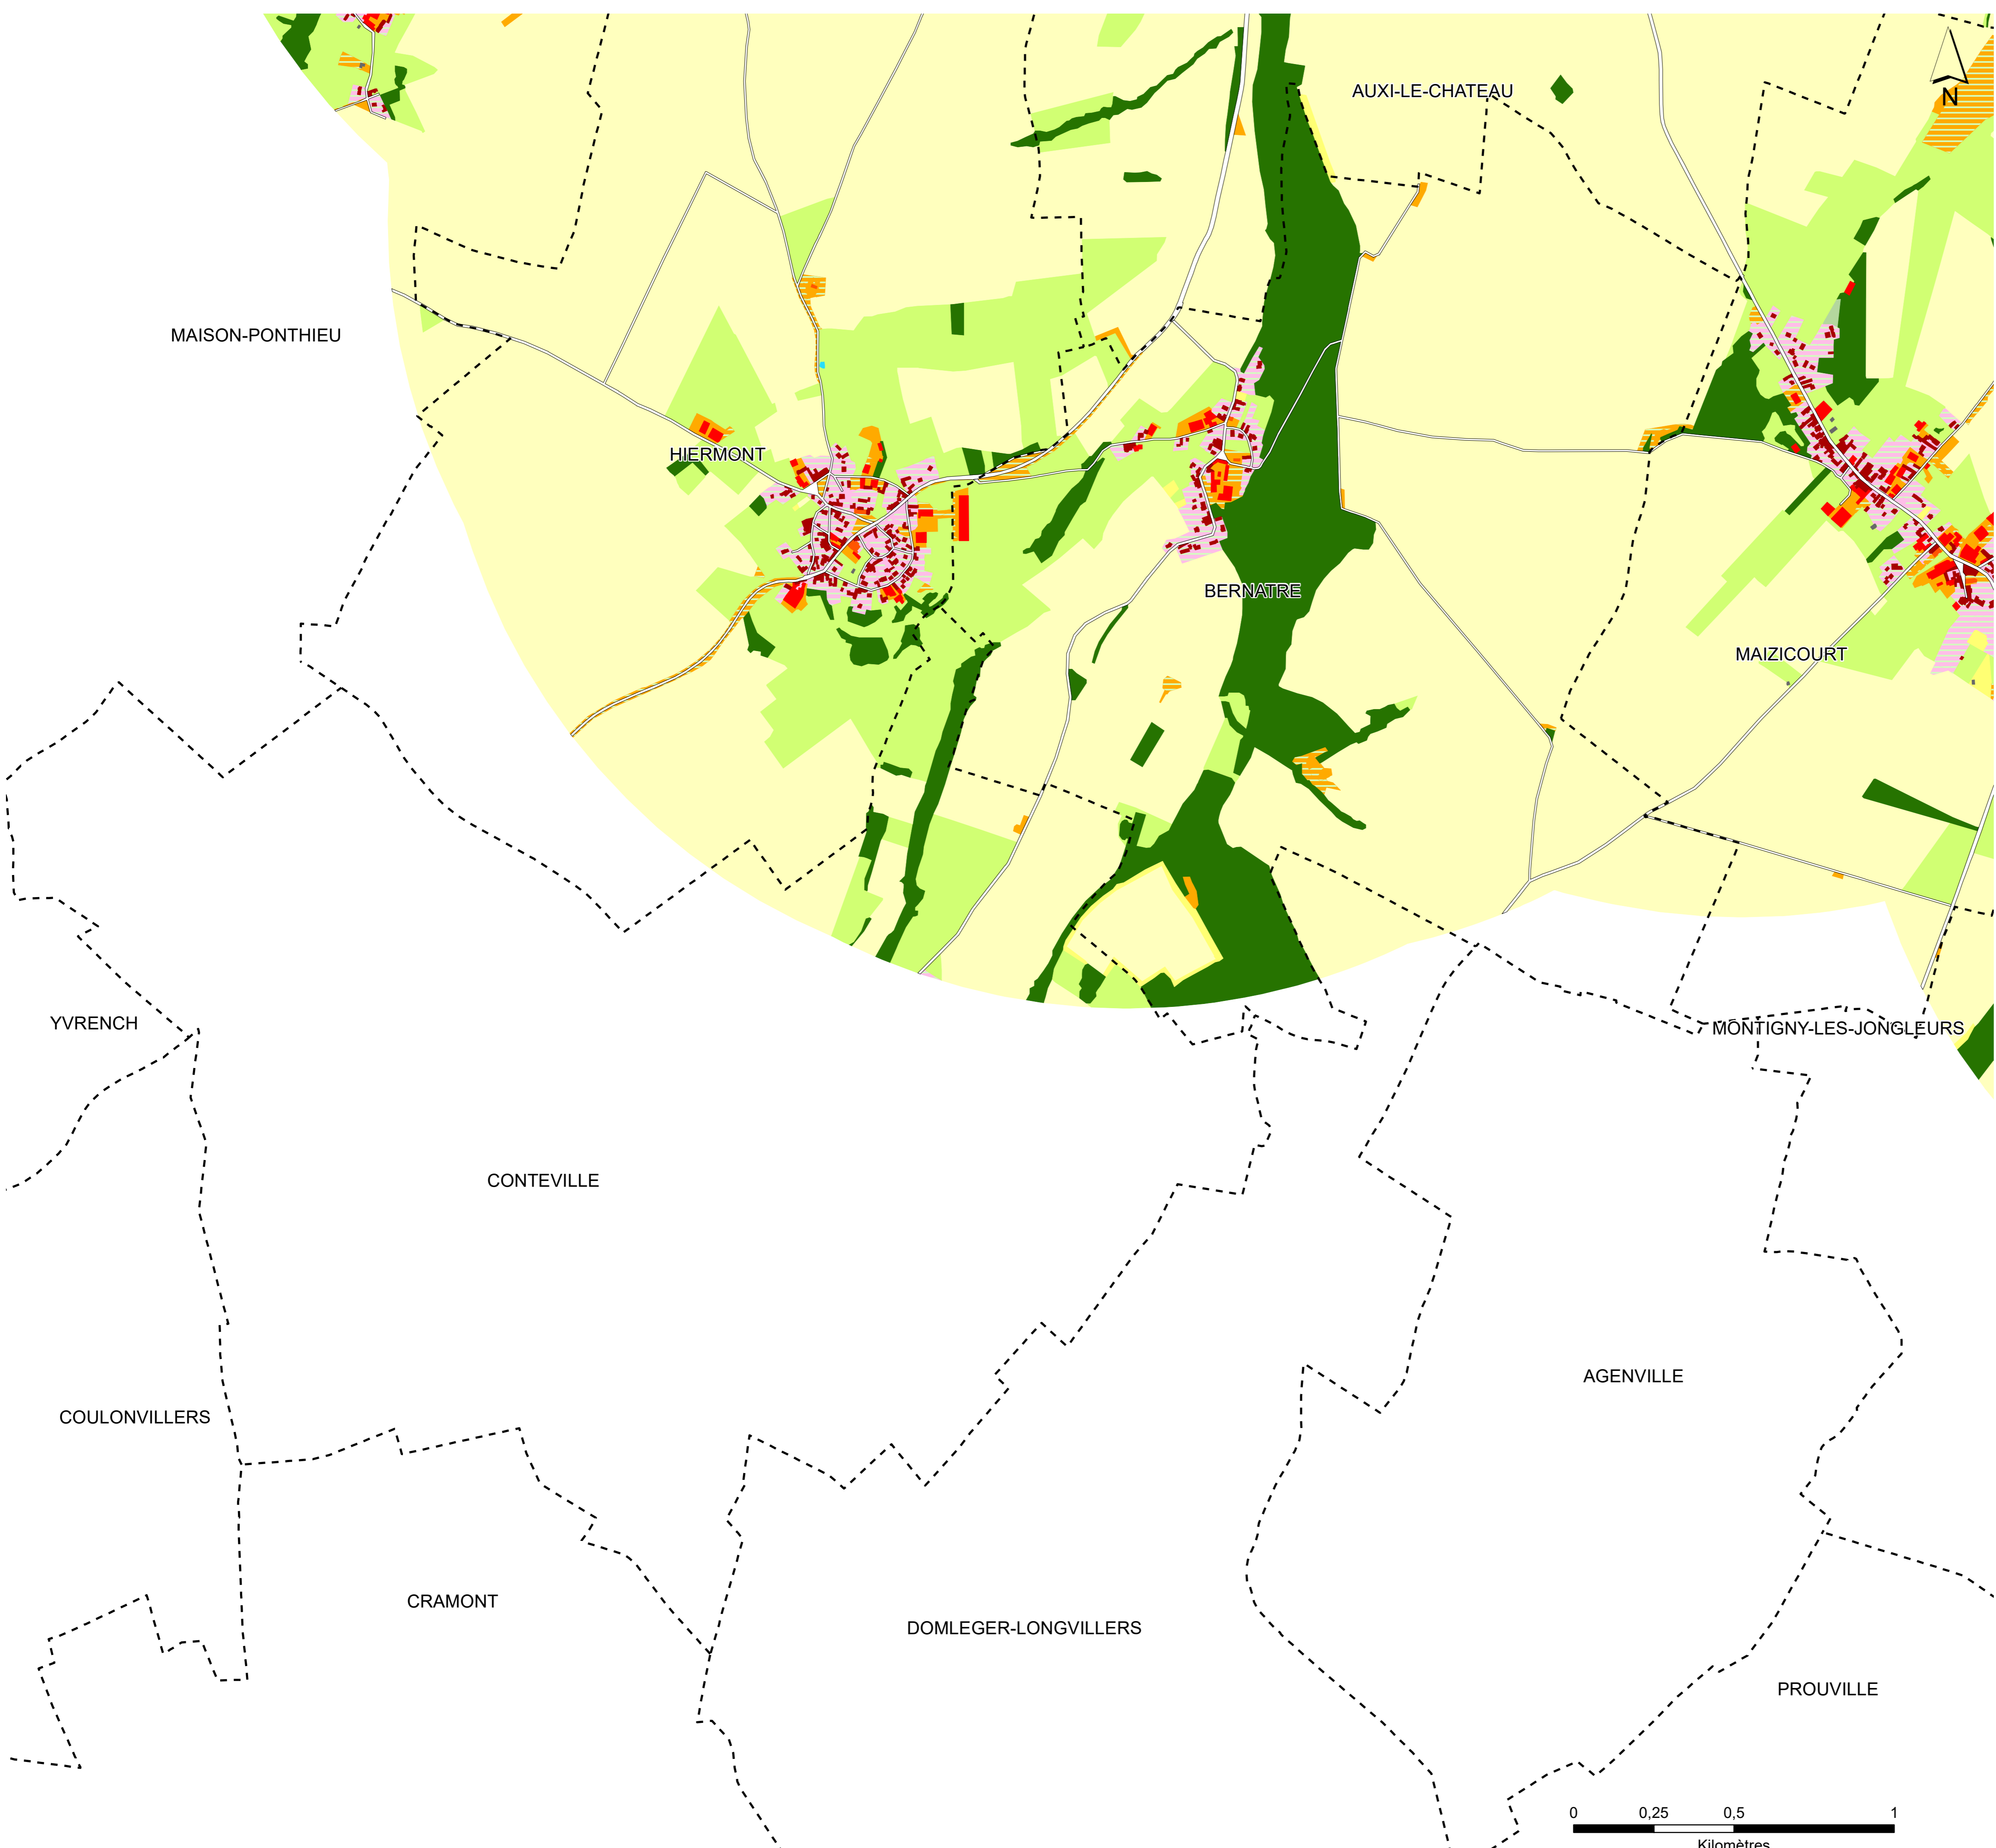 AUXI-LE-CHATEAU
N
MAISON-PONTHIEU
HIERMONT
BERNATRE
MAIZICOURT
YVRENCH
MONTIGNY-LES-JONGLEURS
CONTEVILLE
AGENVILLE
COULONVILLERS
CRAMONT
DOMLEGER-LONGVILLERS
PROUVILLE
0 0,25 0,5 1
Kilomètres